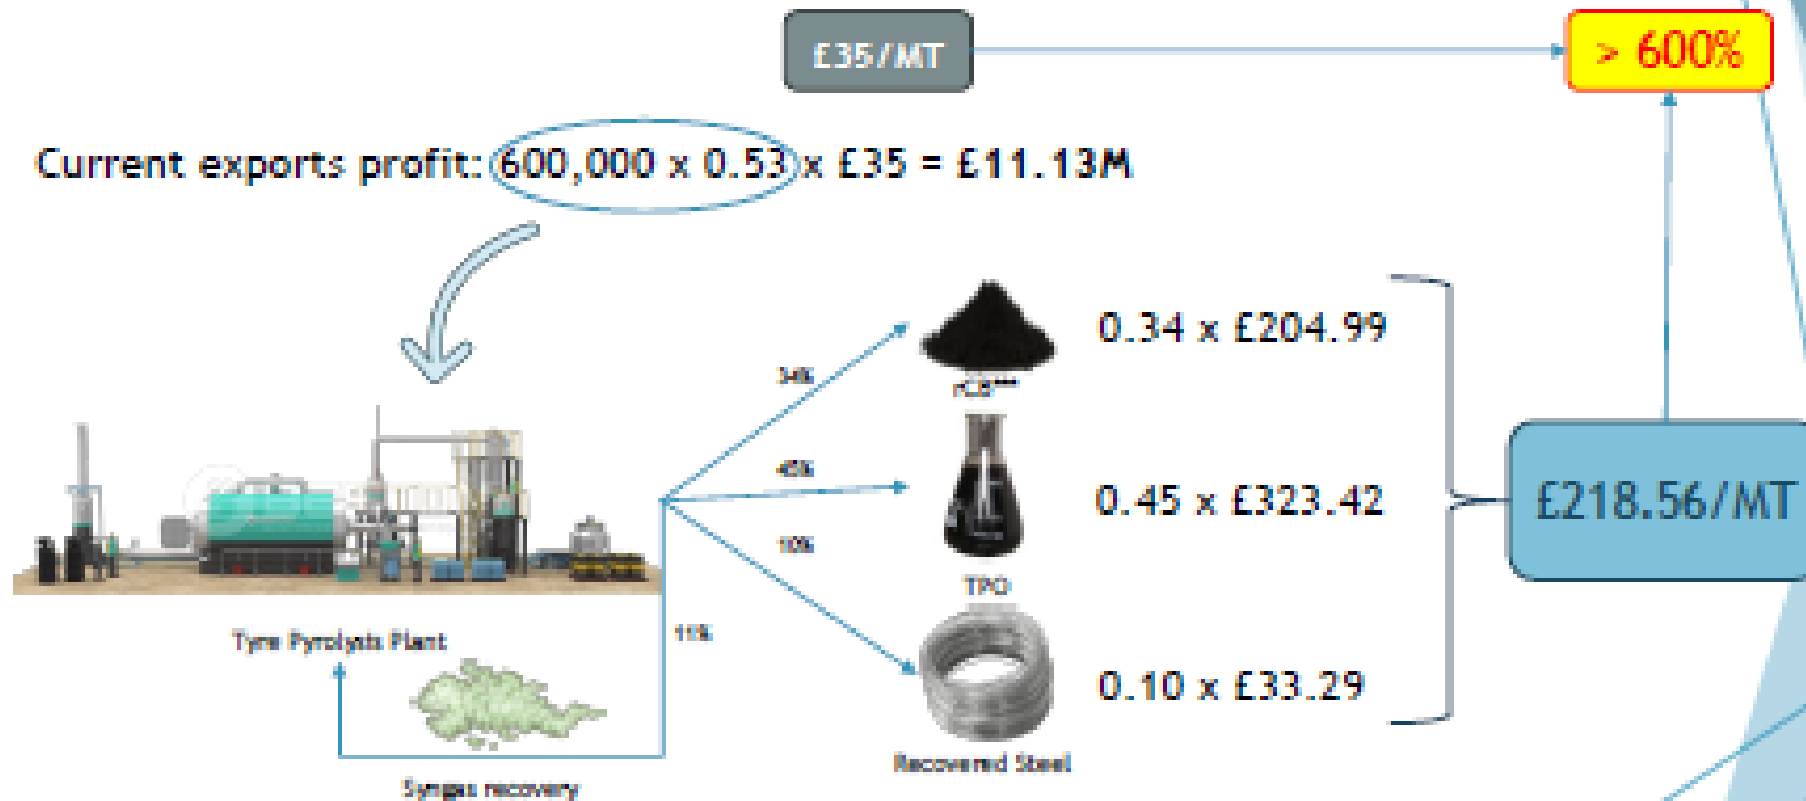 £35/MT
> 600%
Current exports profit: 600,000 x 0.53 x £35 = £11.13M
34%
rCB***
0.34 x £204.99
45%
TPO
0.45 x £323.42
£218.56/MT
10%
Recovered Steel
0.10 x £33.29
11%
Tyre Pyrolysis Plant
Syngas recovery